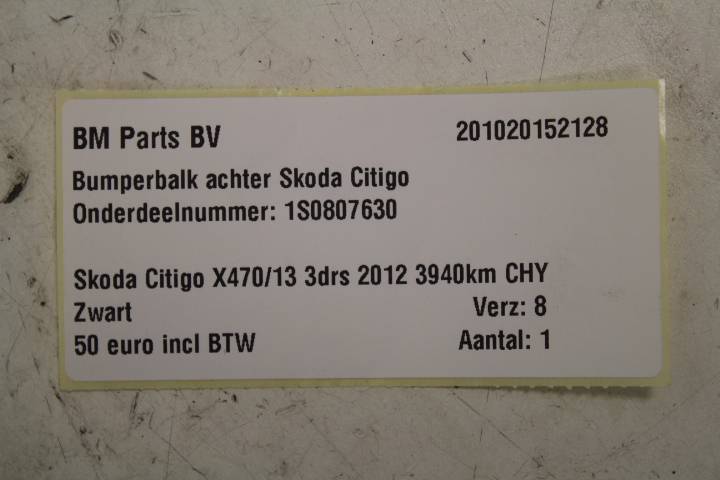 BM Parts BV 201020152128
Bumperbalk achter Skoda Citigo
Onderdeelnummer: 1S0807630
Skoda Citigo X470/13 3drs 2012 3940km CHY
Zwart Verz: 8
50 euro incl BTW Aantal: 1